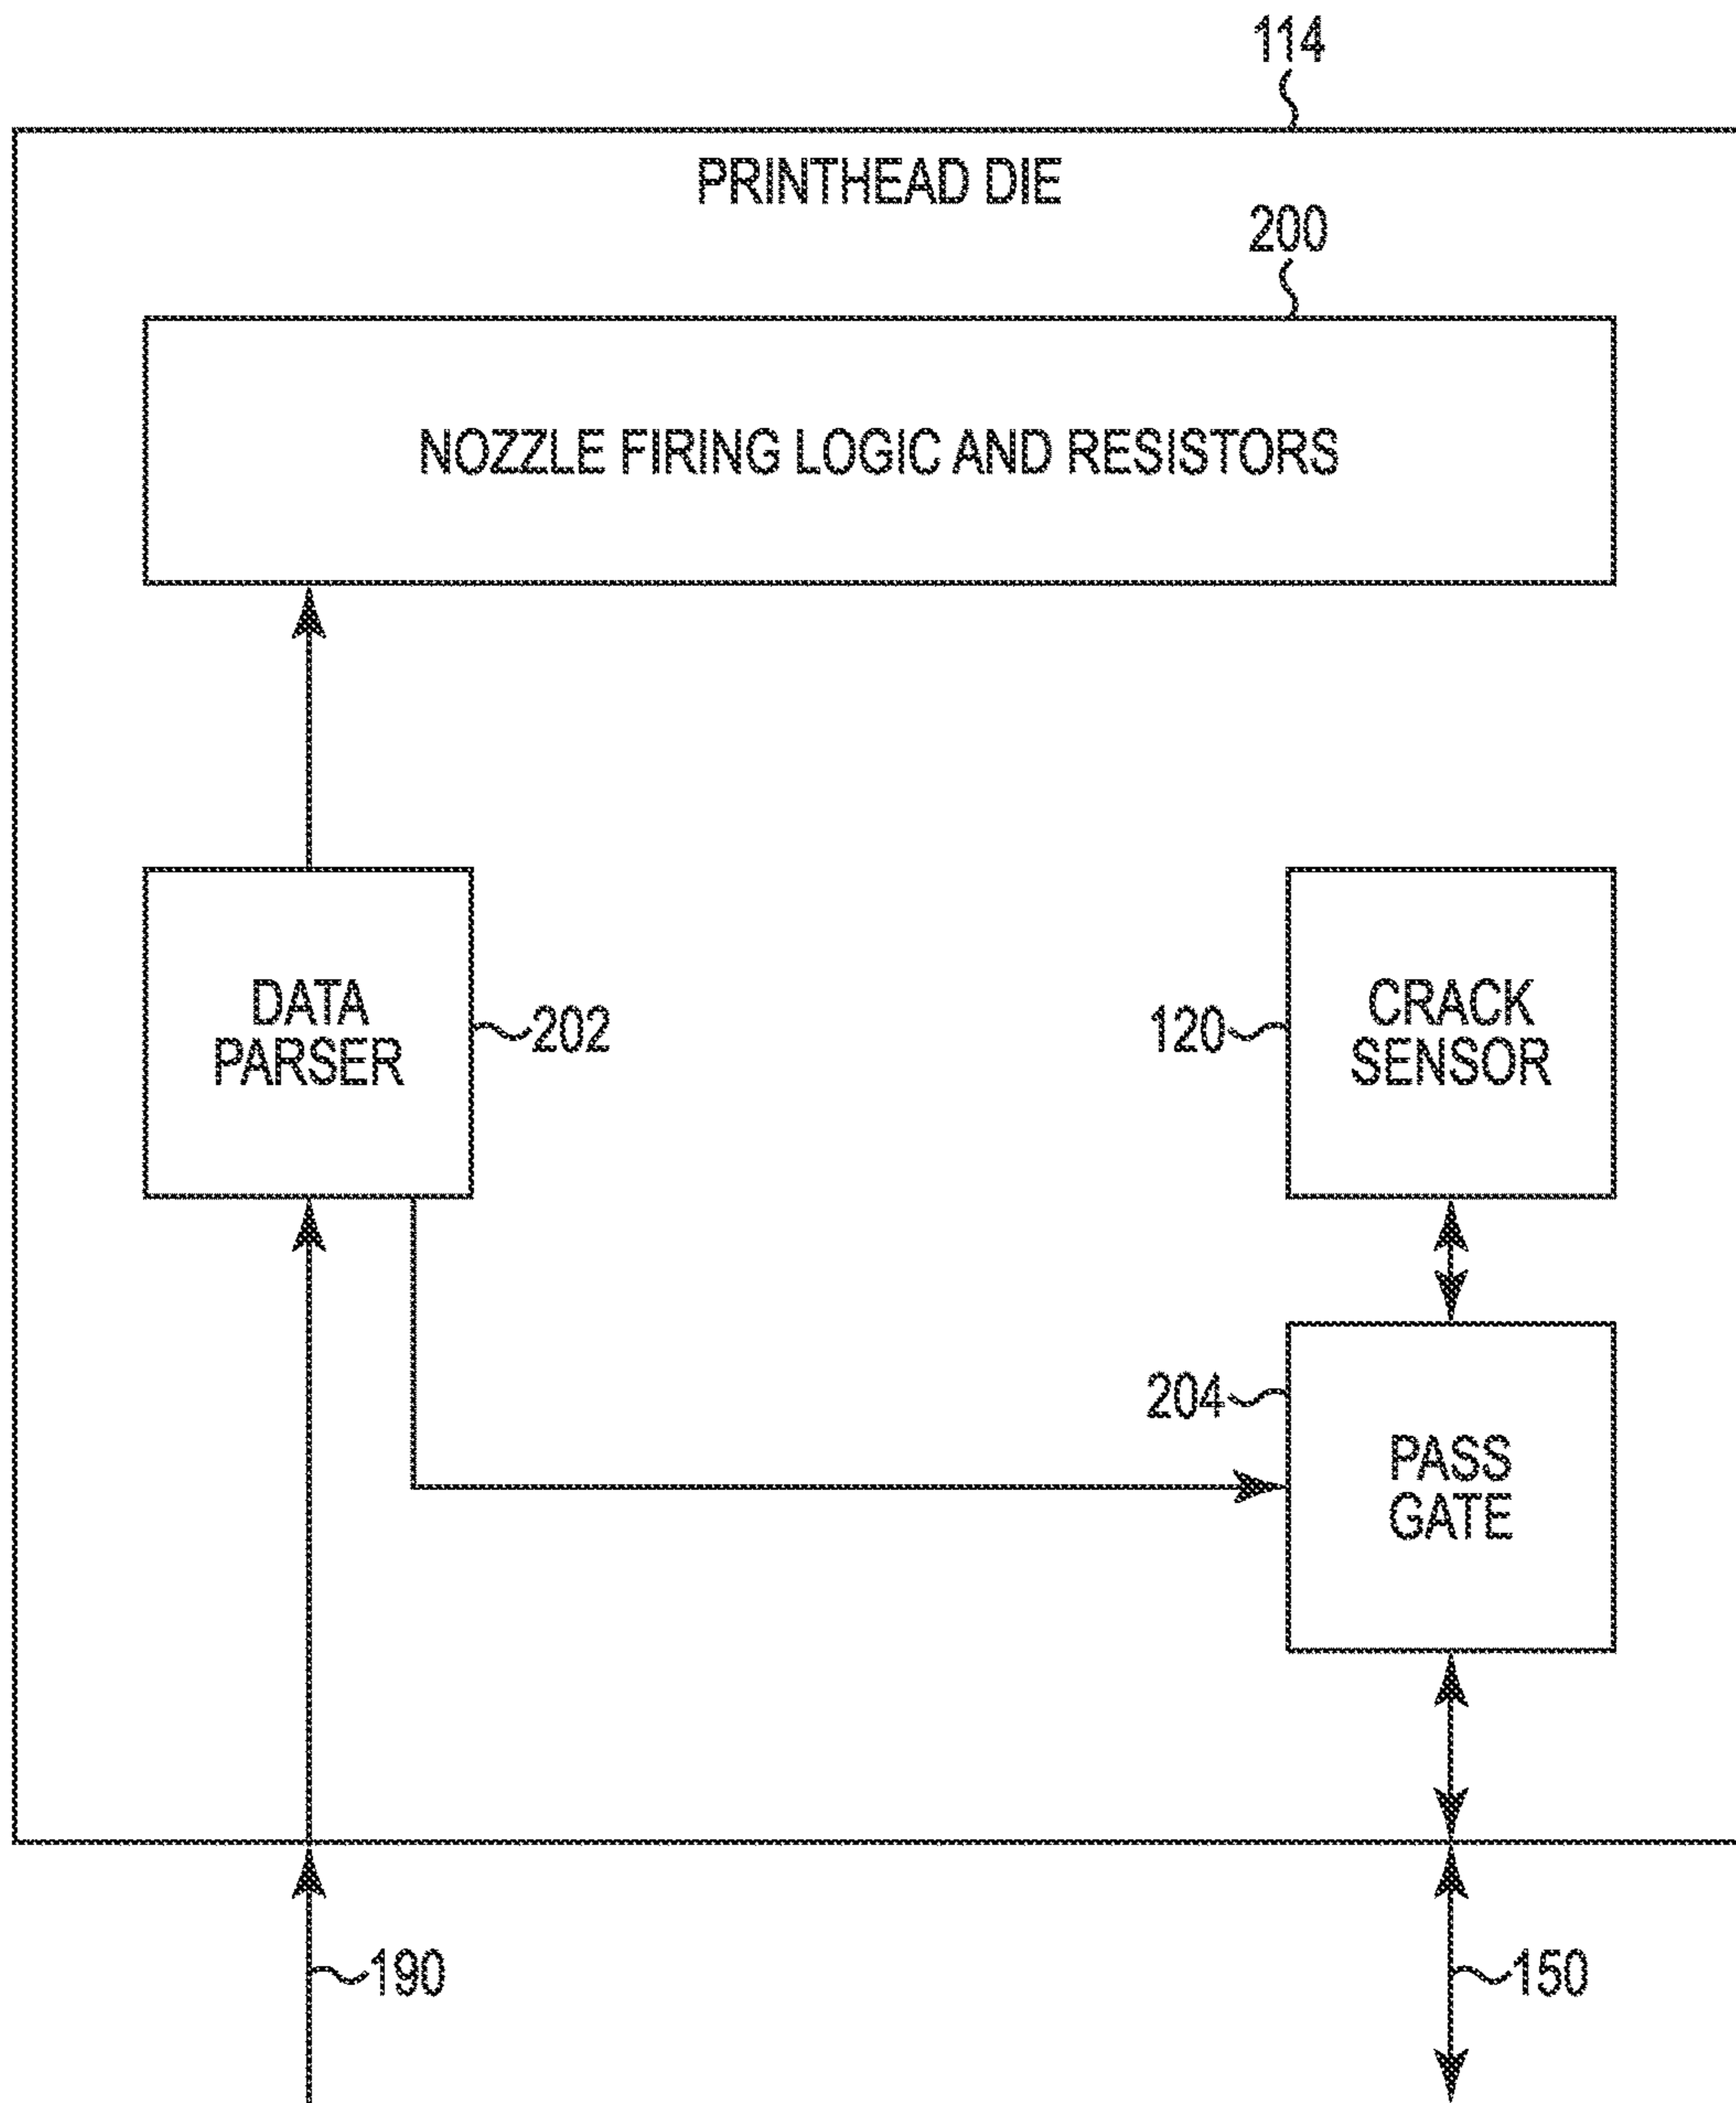 114
PRINTHEAD DIE
200
NOZZLE FIRING LOGIC AND RESISTORS
DATA
PARSER
202
120
CRACK
SENSOR
204
PASS
GATE
190
150